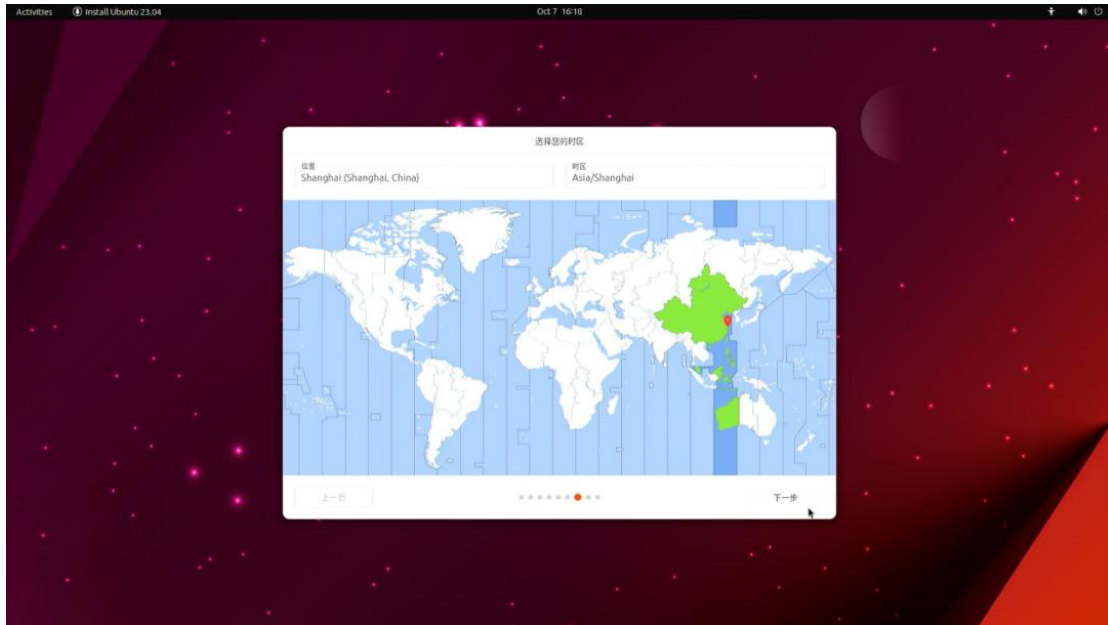 Activities Install Ubuntu 23.04 Oct 7 16:18
选择您的时区
位置
Shanghai (Shanghai, China)
时区
Asia/Shanghai
上一页 下一步